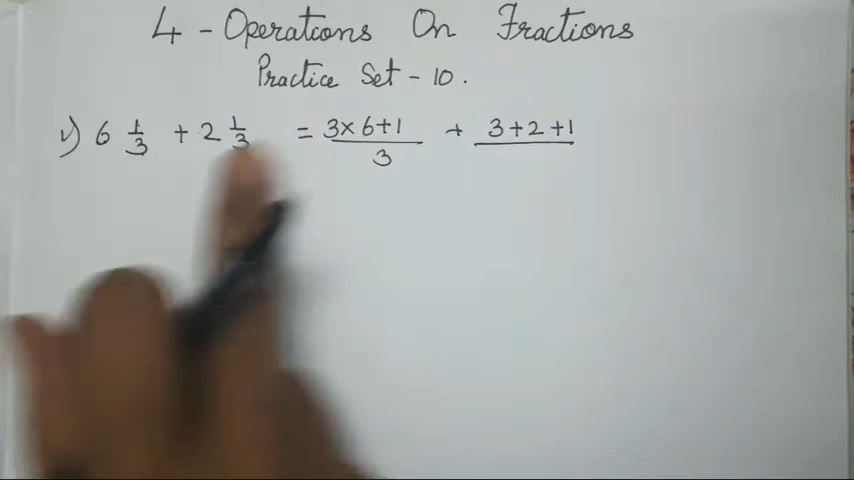 4 - Operations On Fractions
Practice Set - 10.
v) 6 1/3 + 2 1/3 = 3×6+1/3 + 3+2+1